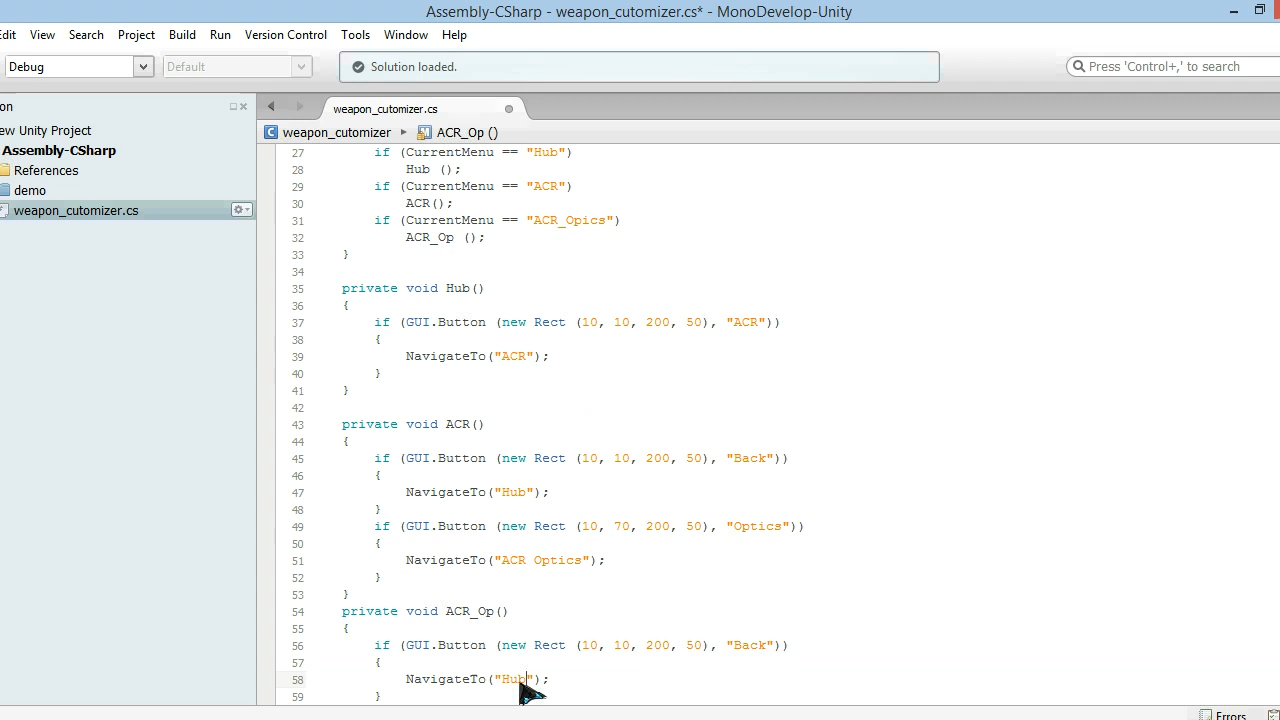 Assembly-CSharp - weapon_cutomizer.cs* - MonoDevelop-Unity
dit View Search Project Build Run Version Control Tools Window Help
Debug Default Solution loaded. Press 'Control+,' to search
on weapon_cutomizer.cs
ew Unity Project weapon_cutomizer ACR_Op ()
Assembly-CSharp
References
demo
weapon_cutomizer.cs
27 if (CurrentMenu == "Hub")
28 Hub ();
29 if (CurrentMenu == "ACR")
30 ACR();
31 if (CurrentMenu == "ACR_Opics")
32 ACR_Op ();
33 }
34
35 private void Hub()
36 {
37 if (GUI.Button (new Rect (10, 10, 200, 50), "ACR"))
38 {
39 NavigateTo("ACR");
40 }
41 }
42
43 private void ACR()
44 {
45 if (GUI.Button (new Rect (10, 10, 200, 50), "Back"))
46 {
47 NavigateTo("Hub");
48 }
49 if (GUI.Button (new Rect (10, 70, 200, 50), "Optics"))
50 {
51 NavigateTo("ACR Optics");
52 }
53 }
54 private void ACR_Op()
55 {
56 if (GUI.Button (new Rect (10, 10, 200, 50), "Back"))
57 {
58 NavigateTo("Hub");
59 }
Errors